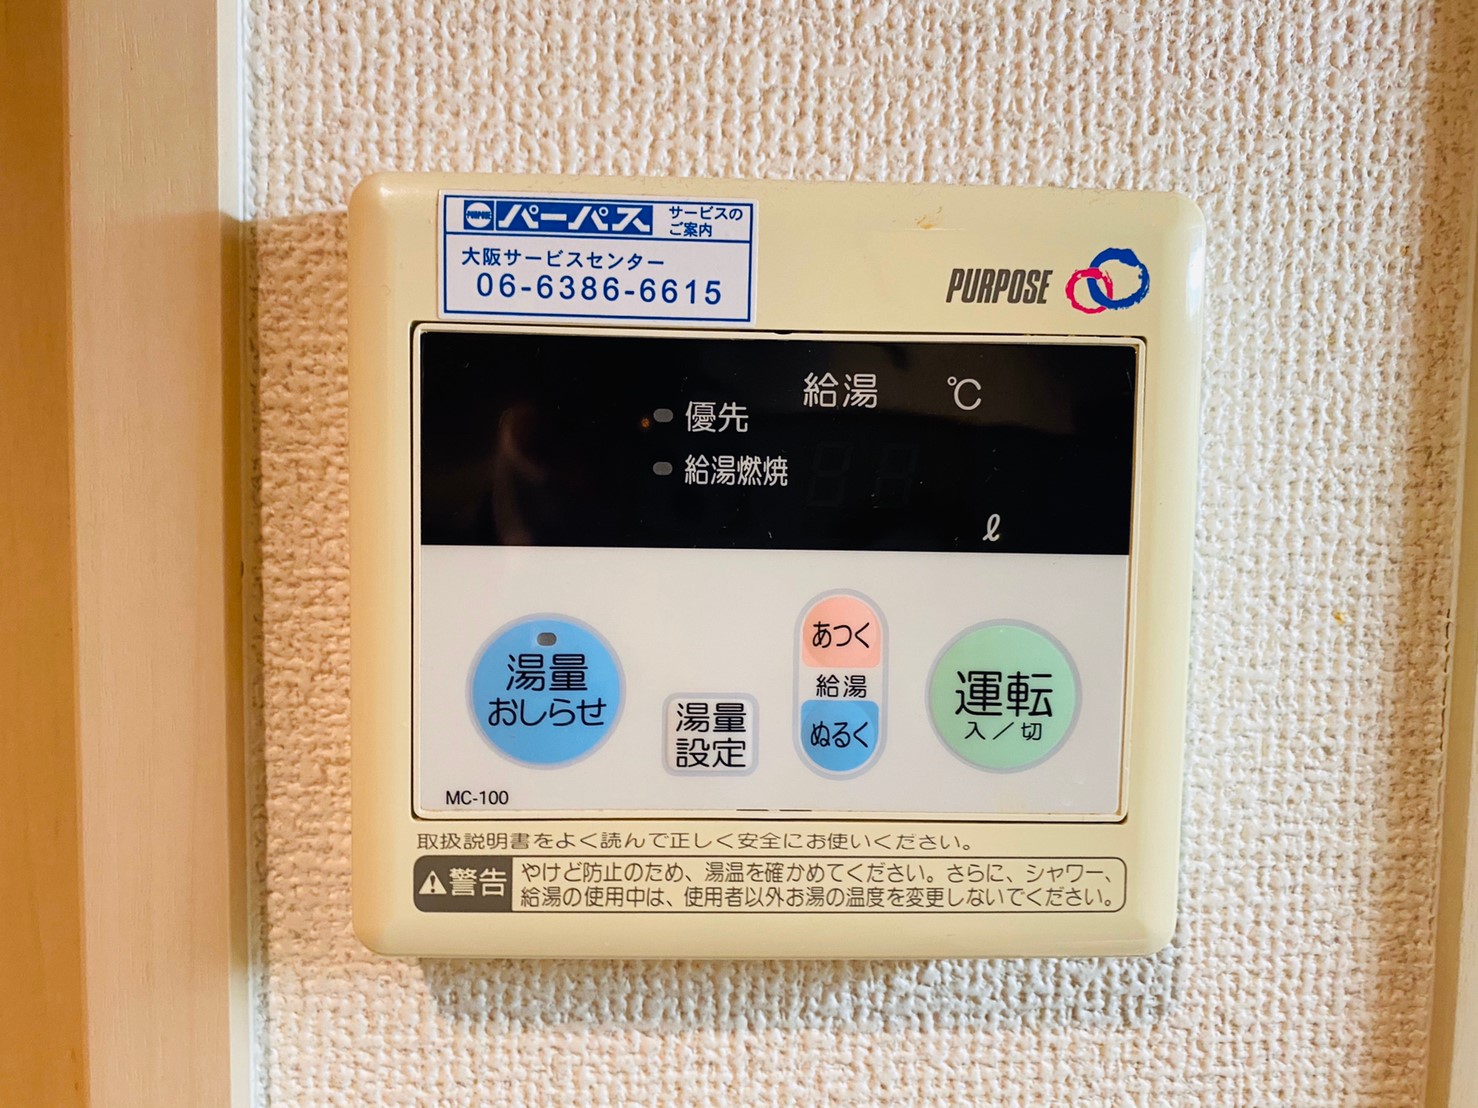 PURPOSE パーパス サービスの
ご案内
大阪サービスセンター
06-6386-6615
PURPOSE
給湯 ℃
優先
給湯燃焼
ℓ
湯量
おしらせ
湯量
設定
あつく
給湯
ぬるく
運転
入/切
MC-100
取扱説明書をよく読んで正しく安全にお使いください。
警告
やけど防止のため、湯温を確かめてください。さらに、シャワー、
給湯の使用中は、使用者以外お湯の温度を変更しないでください。